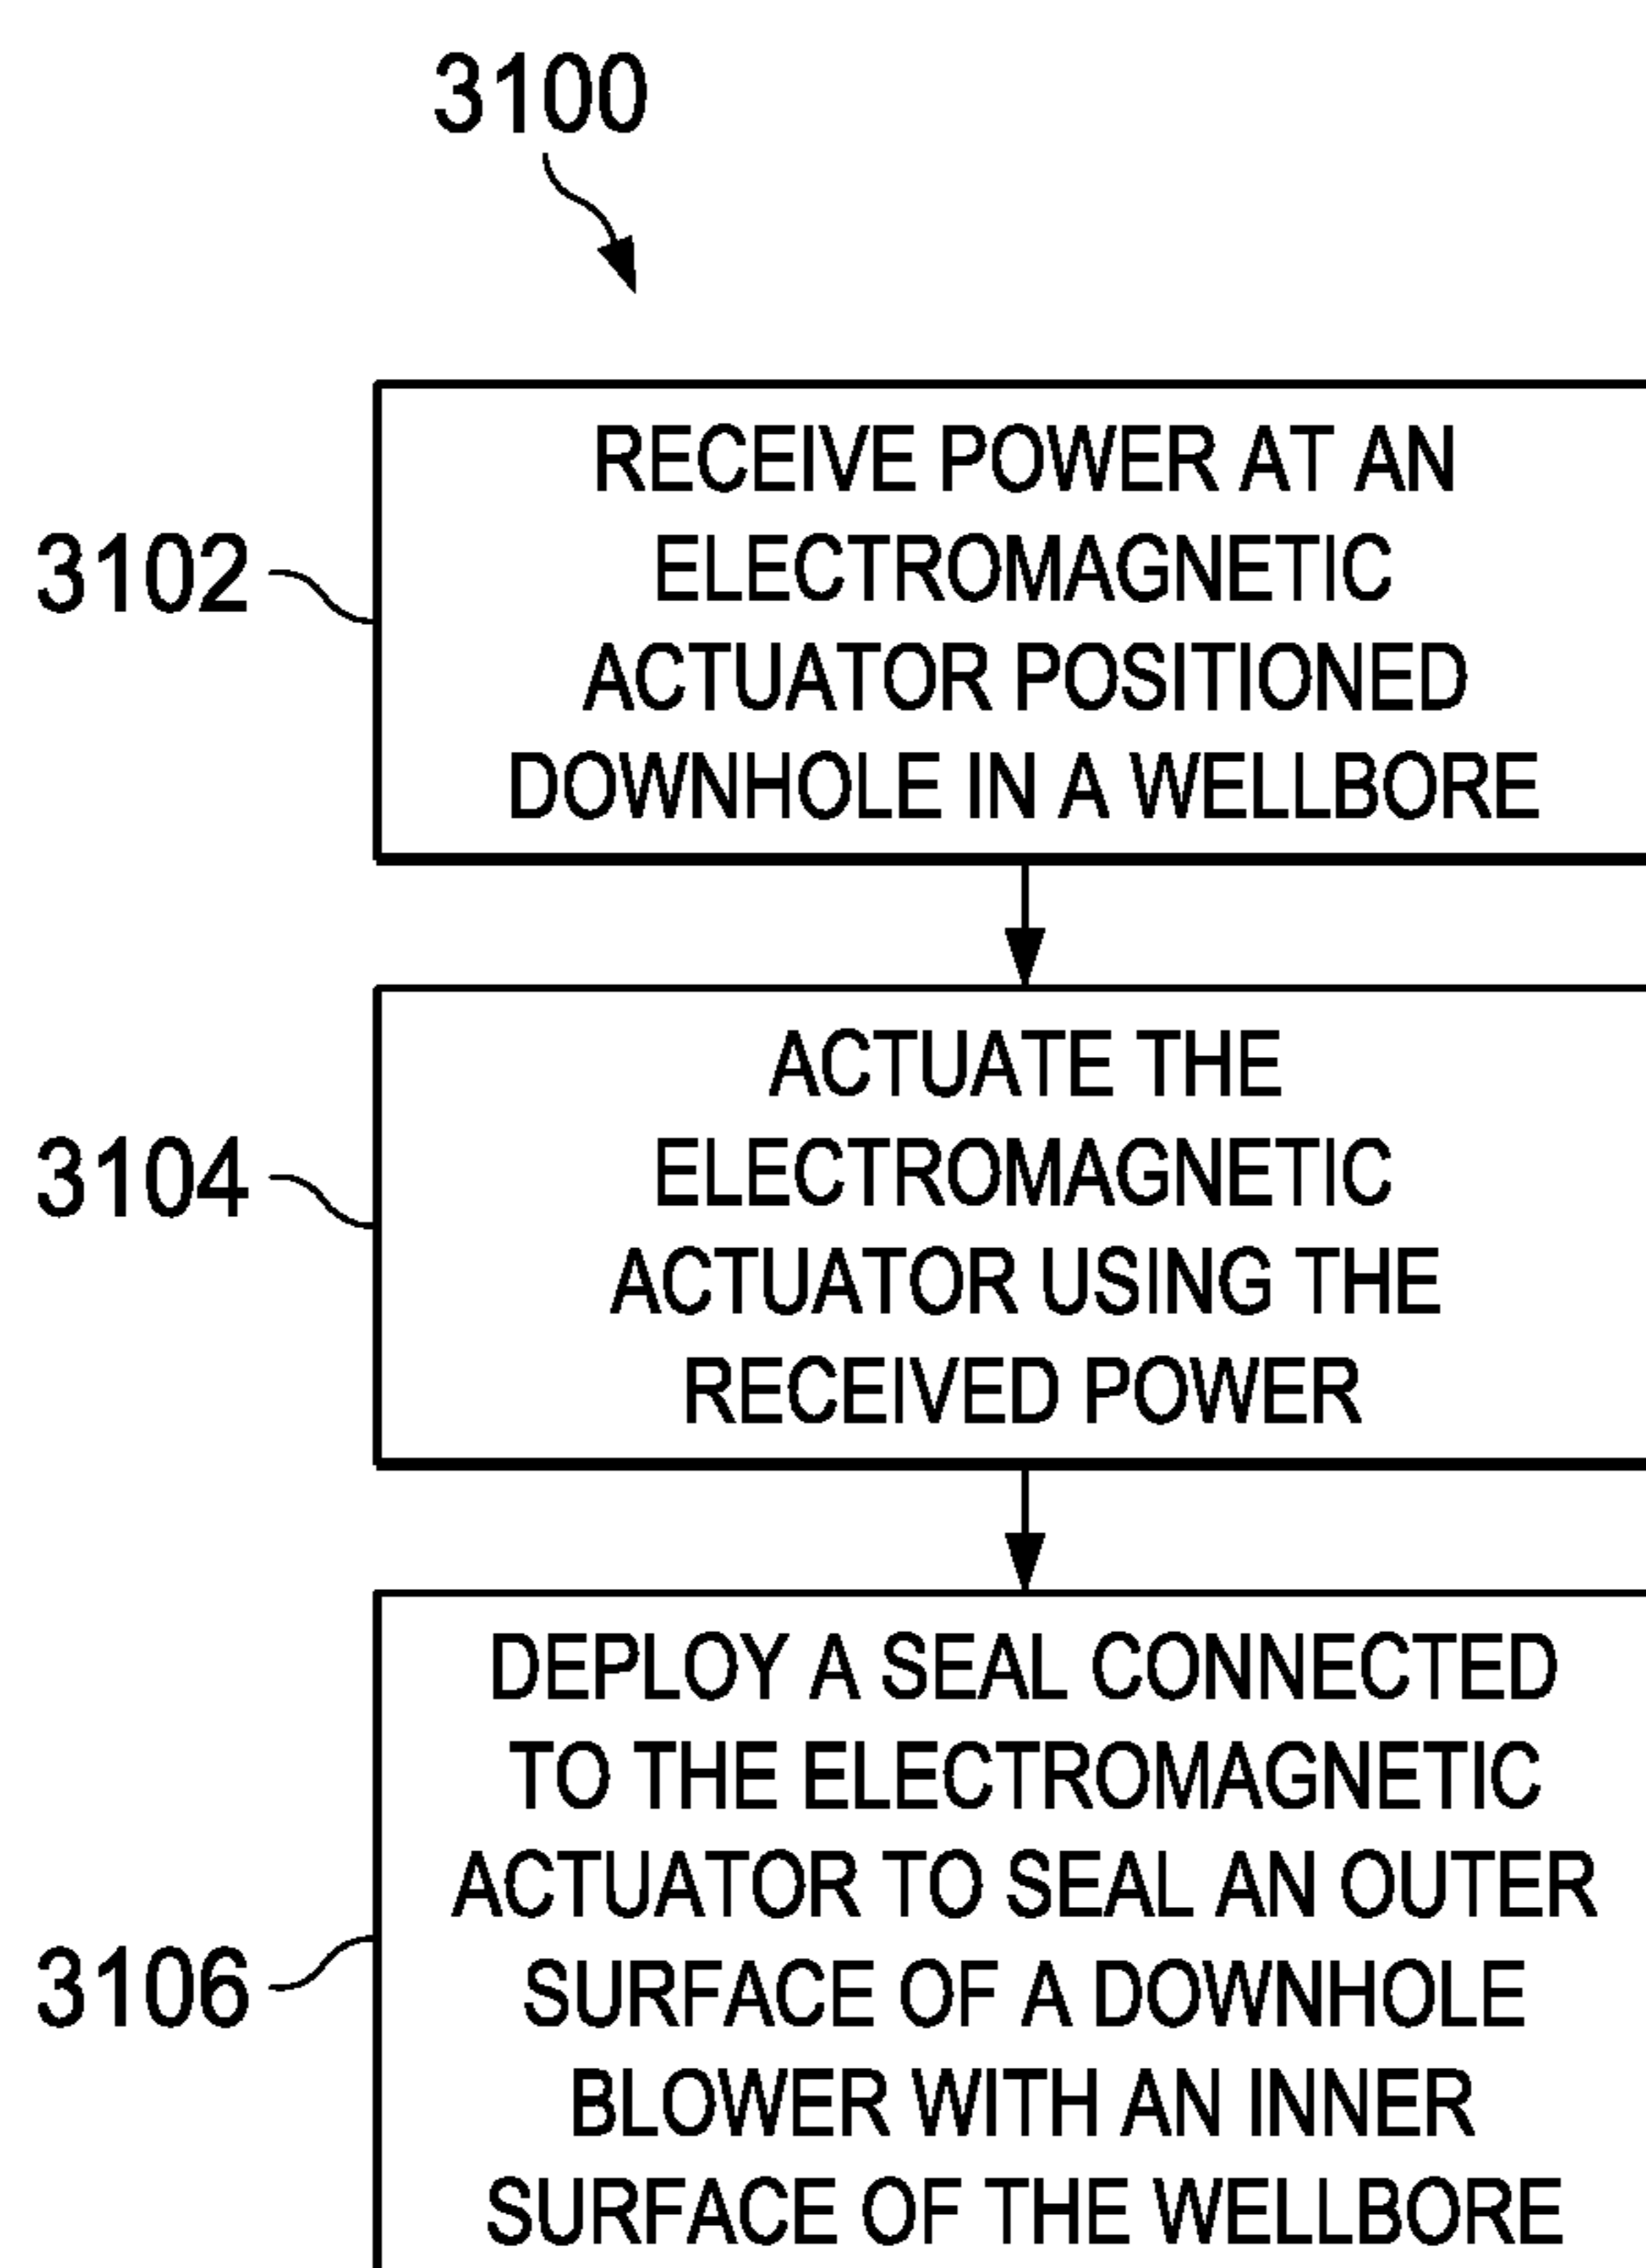 3100
3102
RECEIVE POWER AT AN
ELECTROMAGNETIC
ACTUATOR POSITIONED
DOWNHOLE IN A WELLBORE
3104
ACTUATE THE
ELECTROMAGNETIC
ACTUATOR USING THE
RECEIVED POWER
3106
DEPLOY A SEAL CONNECTED
TO THE ELECTROMAGNETIC
ACTUATOR TO SEAL AN OUTER
SURFACE OF A DOWNHOLE
BLOWER WITH AN INNER
SURFACE OF THE WELLBORE